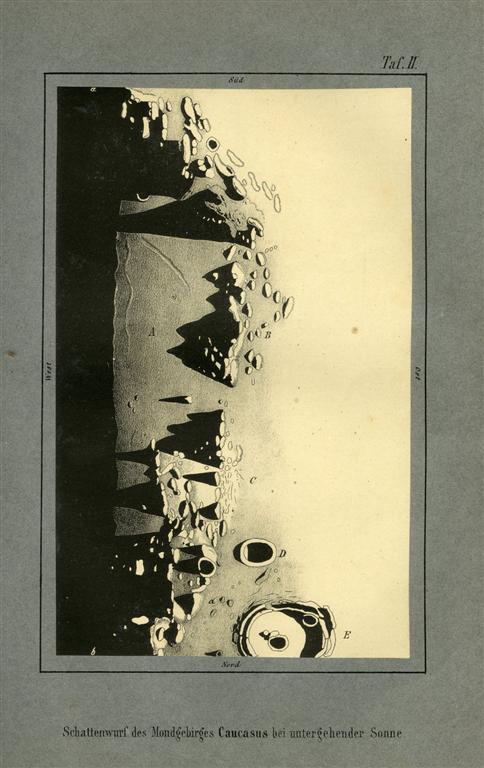 Taf. II.
Süd
a
West
A
B
Ost
C
D
a
E
b
Nord
Schattenwurf des Mondgebirges Caucasus bei untergehender Sonne